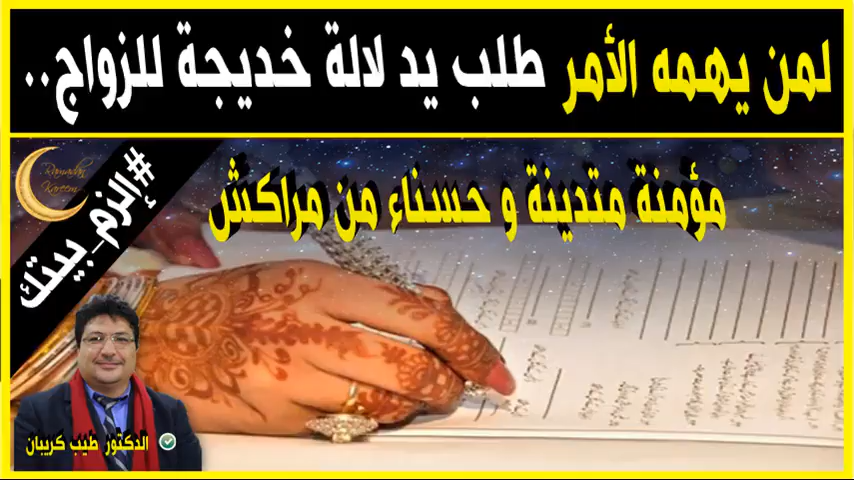 لمن يهمه الأمر طلب يد لالة خديجة للزواج..
مؤمنة متدينة و حسناء من مراكش
#إلزم_بيتك
Ramadan
Kareem
الدكتور طيب كريبان